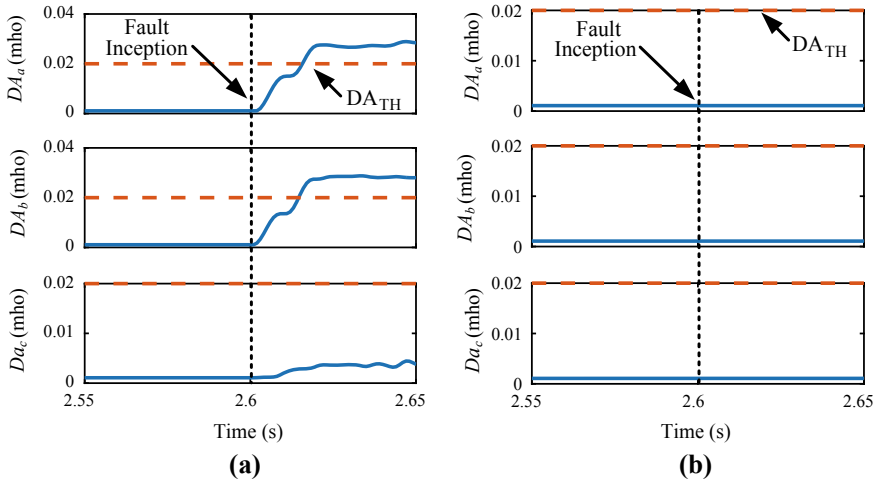 0.04
0.02
0
DA_a (mho)
Fault
Inception
DA_TH
0.04
0.02
0
DA_b (mho)
0.02
0.01
0
Da_c (mho)
2.55
2.6
2.65
Time (s)
(a)
0.02
0.01
0
DA_a (mho)
Fault
Inception
DA_TH
0.02
0.01
0
DA_b (mho)
0.02
0.01
0
Da_c (mho)
2.55
2.6
2.65
Time (s)
(b)